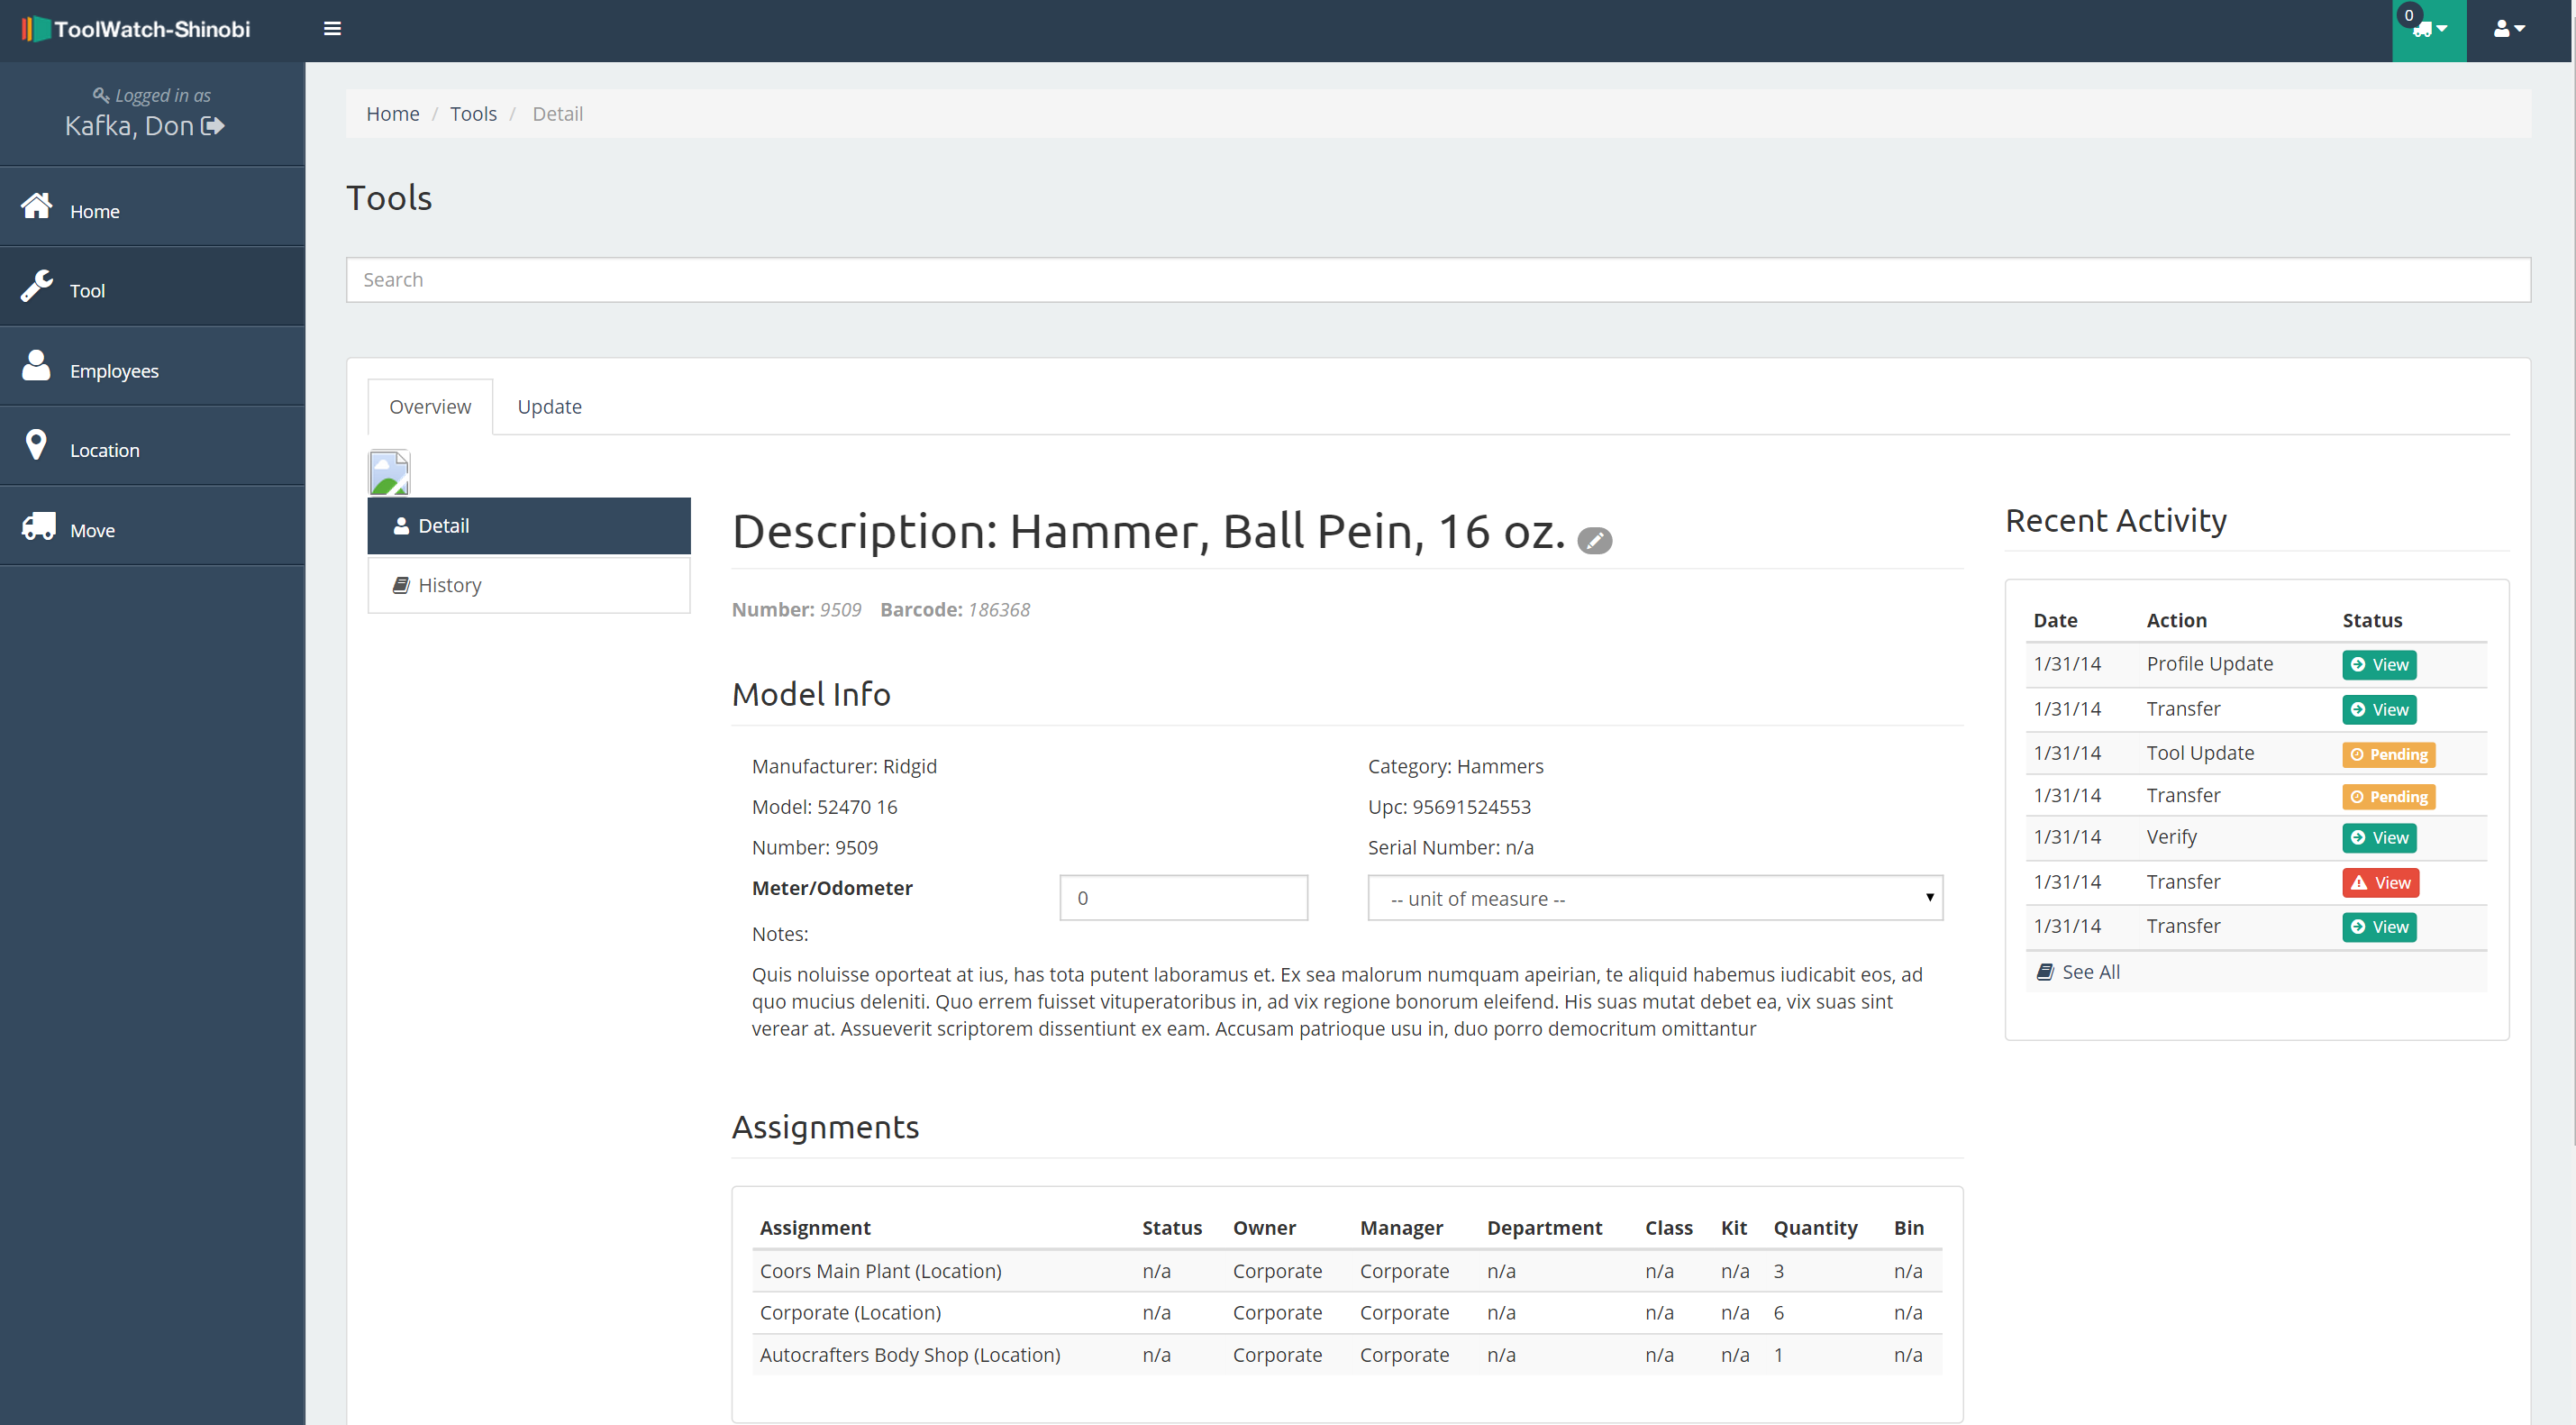 ToolWatch-Shinobi
0
Logged in as
Kafka, Don
Home
Tool
Employees
Location
Move
Home / Tools / Detail
Tools
Search
Overview Update
Detail
History
Description: Hammer, Ball Pein, 16 oz.
Number: 9509 Barcode: 186368
Model Info
Manufacturer: Ridgid Category: Hammers
Model: 52470 16 Upc: 95691524553
Number: 9509 Serial Number: n/a
Meter/Odometer 0 -- unit of measure --
Notes:
Quis noluisse oporteat at ius, has tota putent laboramus et. Ex sea malorum numquam apeirian, te aliquid habemus iudicabit eos, ad
quo mucius deleniti. Quo errem fuisset vituperatoribus in, ad vix regione bonorum eleifend. His suas mutat debet ea, vix suas sint
verear at. Assueverit scriptorem dissentiunt ex eam. Accusam patrioque usu in, duo porro democritum omittantur
Assignments
Assignment Status Owner Manager Department Class Kit Quantity Bin
Coors Main Plant (Location) n/a Corporate Corporate n/a n/a n/a 3 n/a
Corporate (Location) n/a Corporate Corporate n/a n/a n/a 6 n/a
Autocrafters Body Shop (Location) n/a Corporate Corporate n/a n/a n/a 1 n/a
Recent Activity
Date Action Status
1/31/14 Profile Update View
1/31/14 Transfer View
1/31/14 Tool Update Pending
1/31/14 Transfer Pending
1/31/14 Verify View
1/31/14 Transfer View
1/31/14 Transfer View
See All